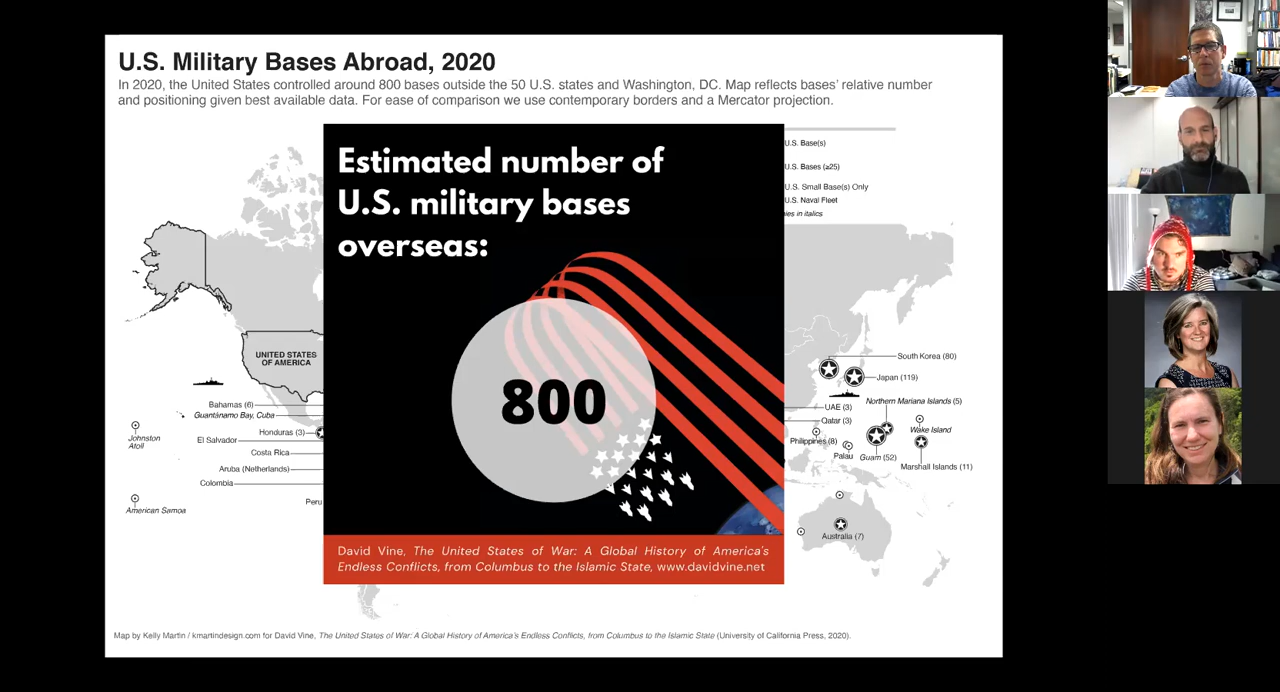 U.S. Military Bases Abroad, 2020
In 2020, the United States controlled around 800 bases outside the 50 U.S. states and Washington, DC. Map reflects bases' relative number
and positioning given best available data. For ease of comparison we use contemporary borders and a Mercator projection.
Estimated number of
U.S. military bases
overseas:
800
David Vine, The United States of War: A Global History of America's
Endless Conflicts, from Columbus to the Islamic State, www.davidvine.net
U.S. Base(s)
U.S. Bases (≥25)
U.S. Small Base(s) Only
U.S. Naval Fleet
in italics
UNITED STATES
OF AMERICA
Bahamas (6)
Guantánamo Bay, Cuba
Honduras (3)
El Salvador
Costa Rica
Aruba (Netherlands)
Colombia
Peru
Johnston
Atoll
American Samoa
South Korea (80)
Japan (119)
Northern Mariana Islands (5)
UAE (3)
Qatar (3)
Wake Island
Philippines (8)
Palau
Guam (52)
Marshall Islands (11)
Australia (7)
Map by Kelly Martin / kmartindesign.com for David Vine, The United States of War: A Global History of America's Endless Conflicts, from Columbus to the Islamic State (University of California Press, 2020).